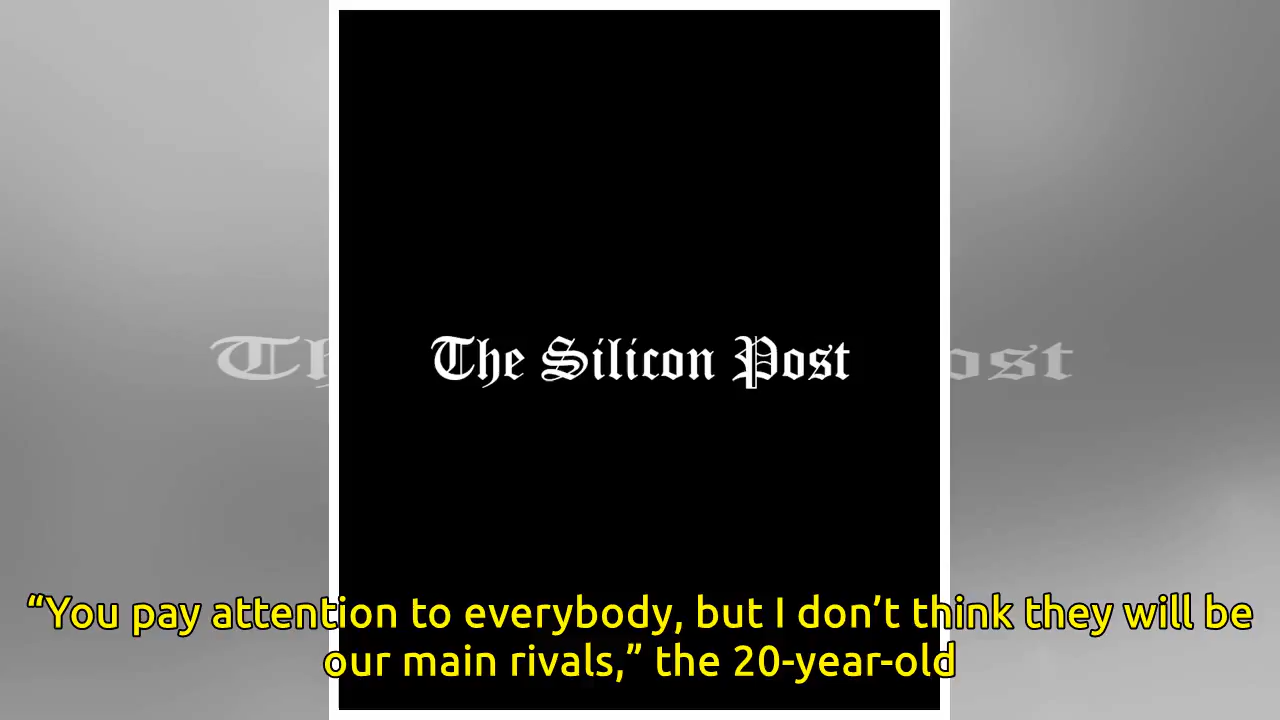 The Silicon Post
“You pay attention to everybody, but I don’t think they will be
our main rivals,” the 20-year-old